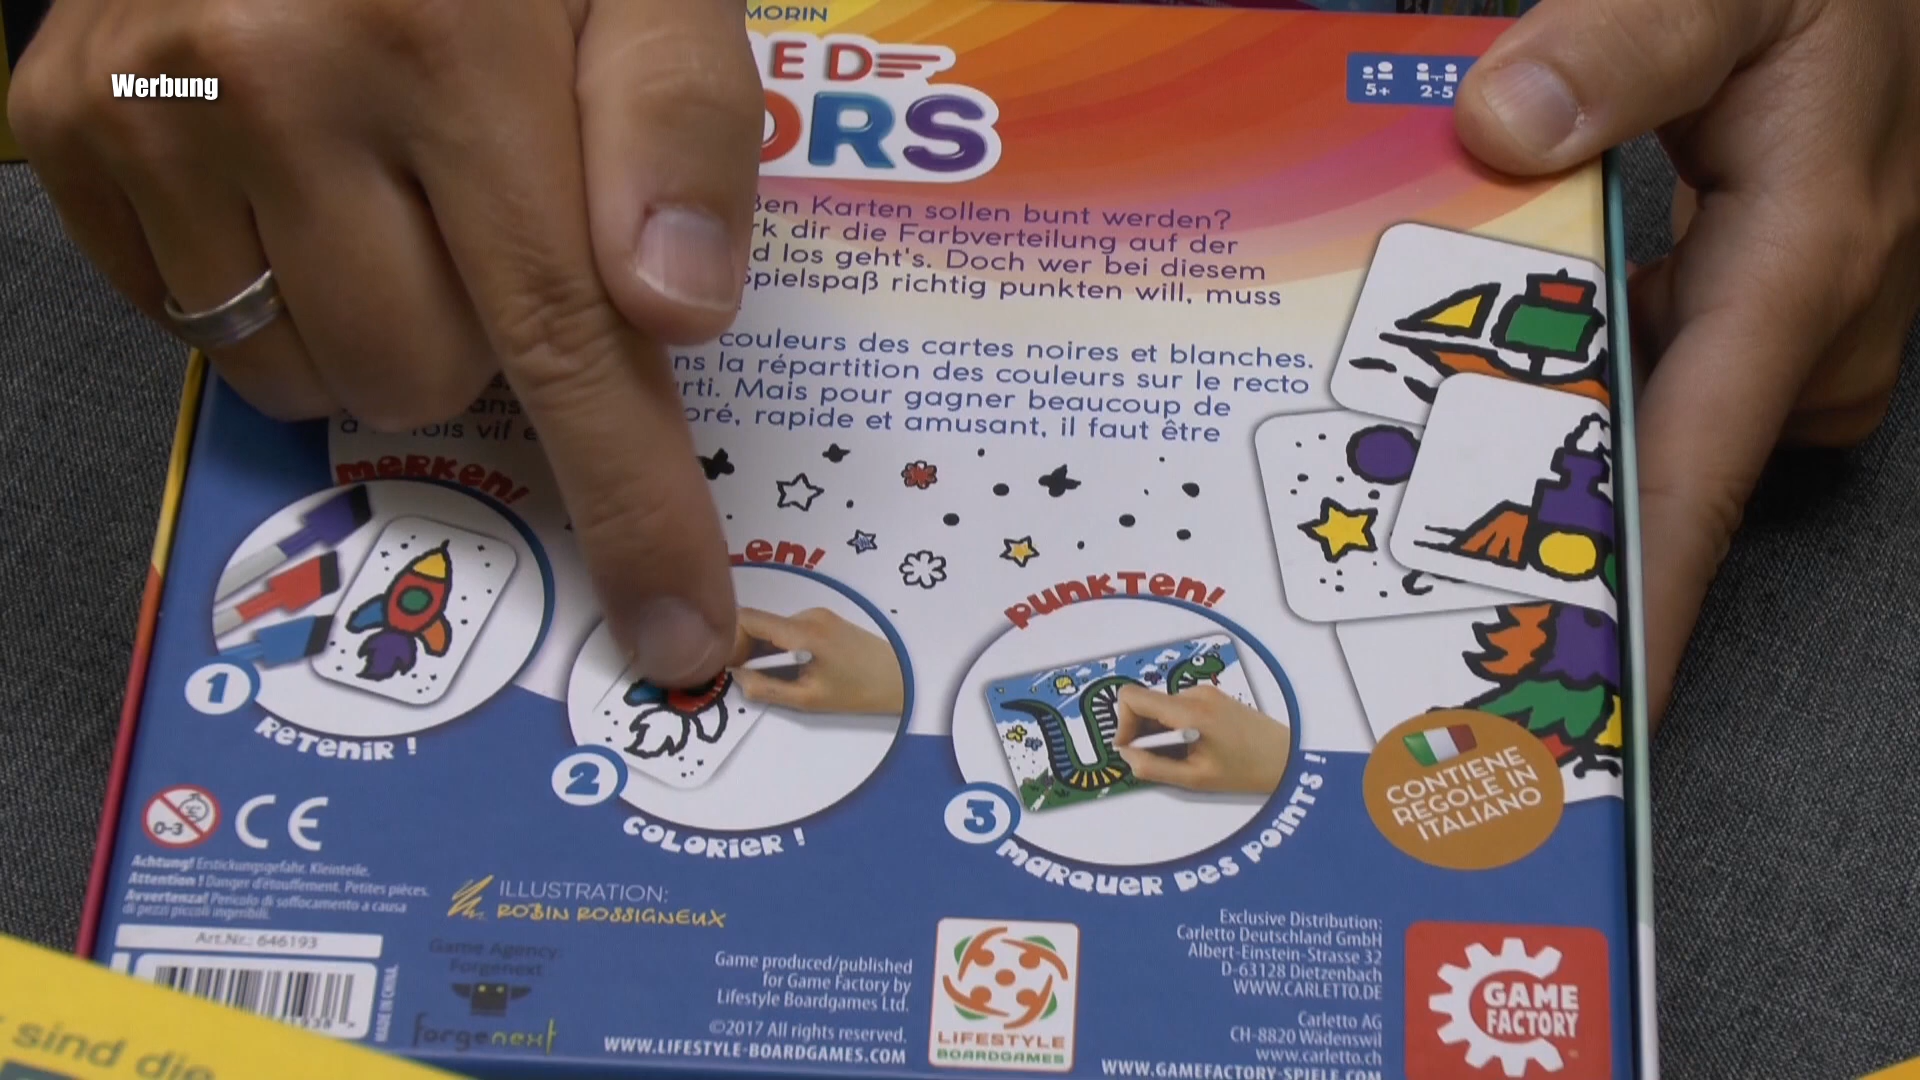 Werbung
MORIN
ED
ORS
5+
2-5
ßen Karten sollen bunt werden?
rk dir die Farbverteilung auf der
d los geht's. Doch wer bei diesem
Spielspaß richtig punkten will, muss
couleurs des cartes noires et blanches.
ns la répartition des couleurs sur le recto
rti. Mais pour gagner beaucoup de
oré, rapide et amusant, il faut être
vif
merken!
Len!
PUNKTen!
1
ReTeniR !
2
COLORieR !
3
marquer Des Points !
CONTIENE
REGOLE IN
ITALIANO
0-3
CE
Achtung! Erstickungsgefahr. Kleinteile.
Attention ! Danger d'étouffement. Petites pièces.
Avvertenza! Pericolo di soffocamento a causa
di pezzi piccoli ingeribili.
Art.Nr.: 646193
MADE IN CHINA
ILLUSTRATION:
ROBIN ROSSIGNEUX
Game Agency:
Forgenext
forgenext
Game produced/published
for Game Factory by
Lifestyle Boardgames Ltd.
©2017 All rights reserved.
WWW.LIFESTYLE-BOARDGAMES.COM
LIFESTYLE
BOARDGAMES
Exclusive Distribution:
Carletto Deutschland GmbH
Albert-Einstein-Strasse 32
D-63128 Dietzenbach
WWW.CARLETTO.DE
Carletto AG
CH-8820 Wädenswil
www.carletto.ch
WWW.GAMEFACTORY-SPIELE.COM
GAME
FACTORY
sind die